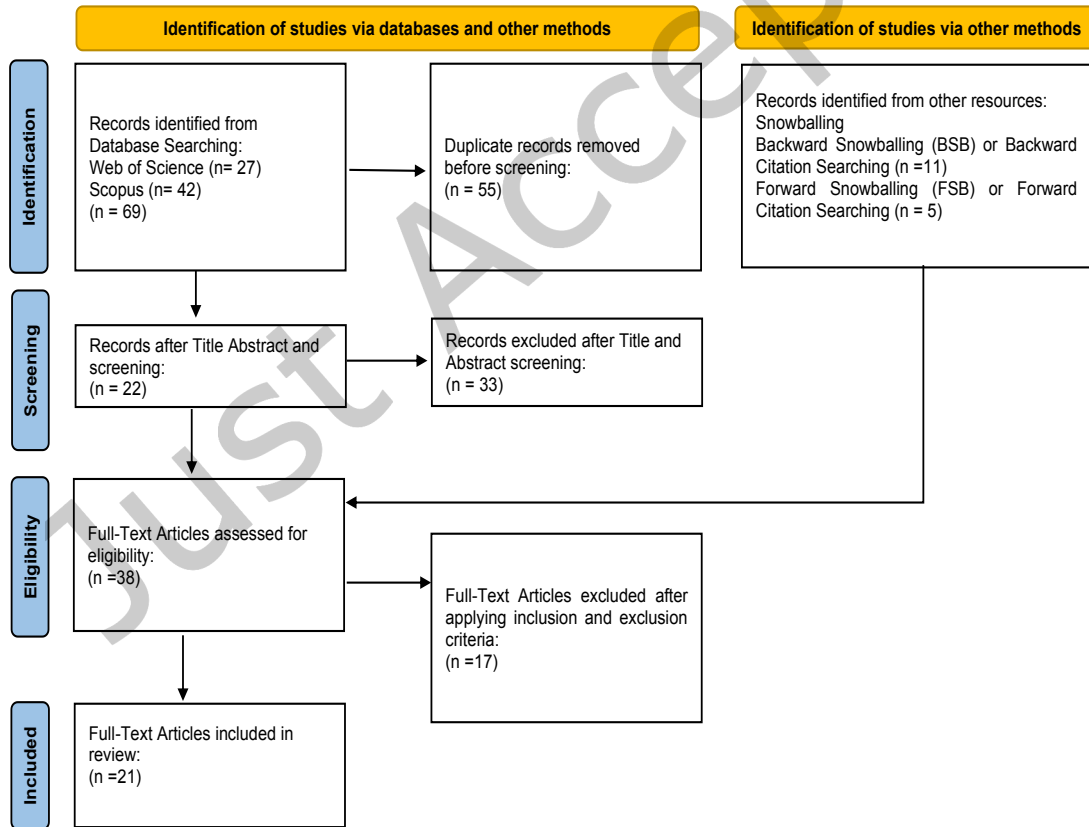 Identification of studies via databases and other methods
Identification of studies via other methods
Identification
Records identified from
Database Searching:
Web of Science (n= 27)
Scopus (n= 42)
(n = 69)
Duplicate records removed
before screening:
(n = 55)
Records identified from other resources:
Snowballing
Backward Snowballing (BSB) or Backward
Citation Searching (n =11)
Forward Snowballing (FSB) or Forward
Citation Searching (n = 5)
Screening
Records after Title Abstract and
screening:
(n = 22)
Records excluded after Title and
Abstract screening:
(n = 33)
Eligibility
Full-Text Articles assessed for
eligibility:
(n =38)
Full-Text Articles excluded after
applying inclusion and exclusion
criteria:
(n =17)
Included
Full-Text Articles included in
review:
(n =21)
Just Accep